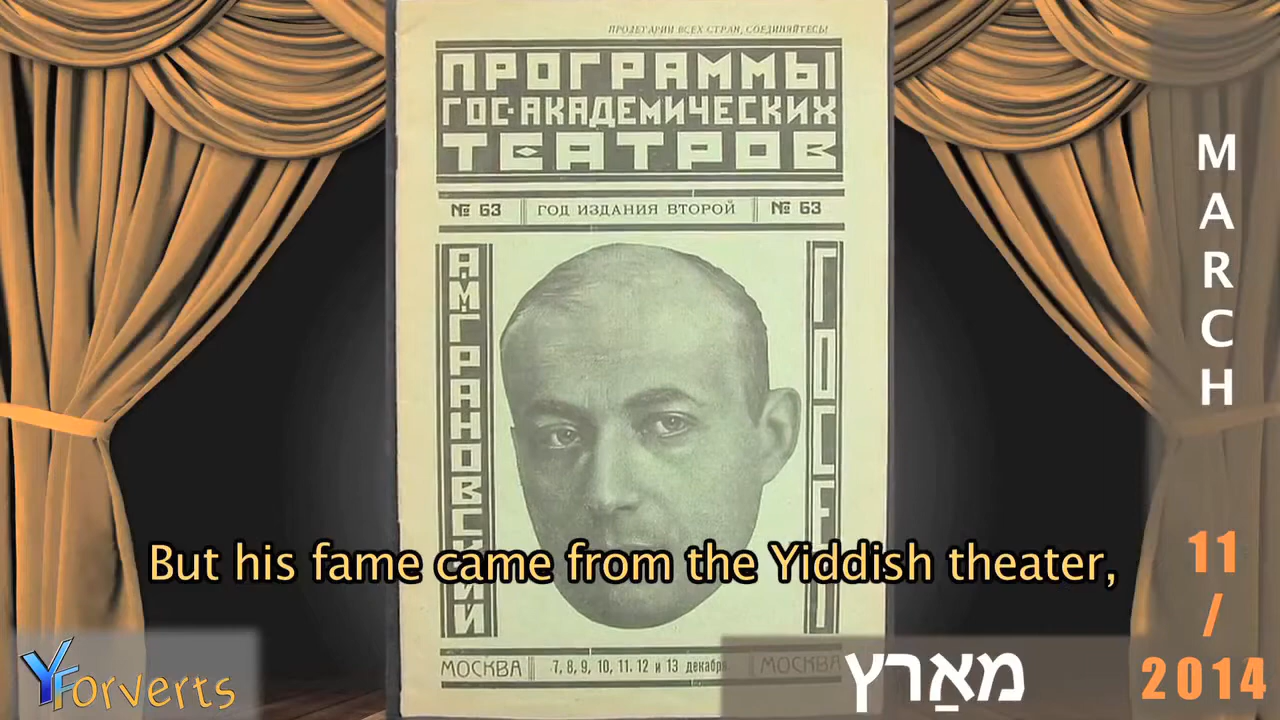 ПРОЛЕТАРИИ ВСЕХ СТРАН, СОЕДИНЯЙТЕСЬ!
ПРОГРАММЫ
ГОС·АКАДЕМИЧЕСКИХ
ТЕАТРОВ
№ 63
ГОД ИЗДАНИЯ ВТОРОЙ
№ 63
А.М.ГРАНОВСКИЙ
ГОСЕ
But his fame came from the Yiddish theater,
МОСКВА
7, 8, 9, 10, 11. 12 и 13 декабря
МОСКВА
YForverts
מאַרץ
MARCH
11
/
2014